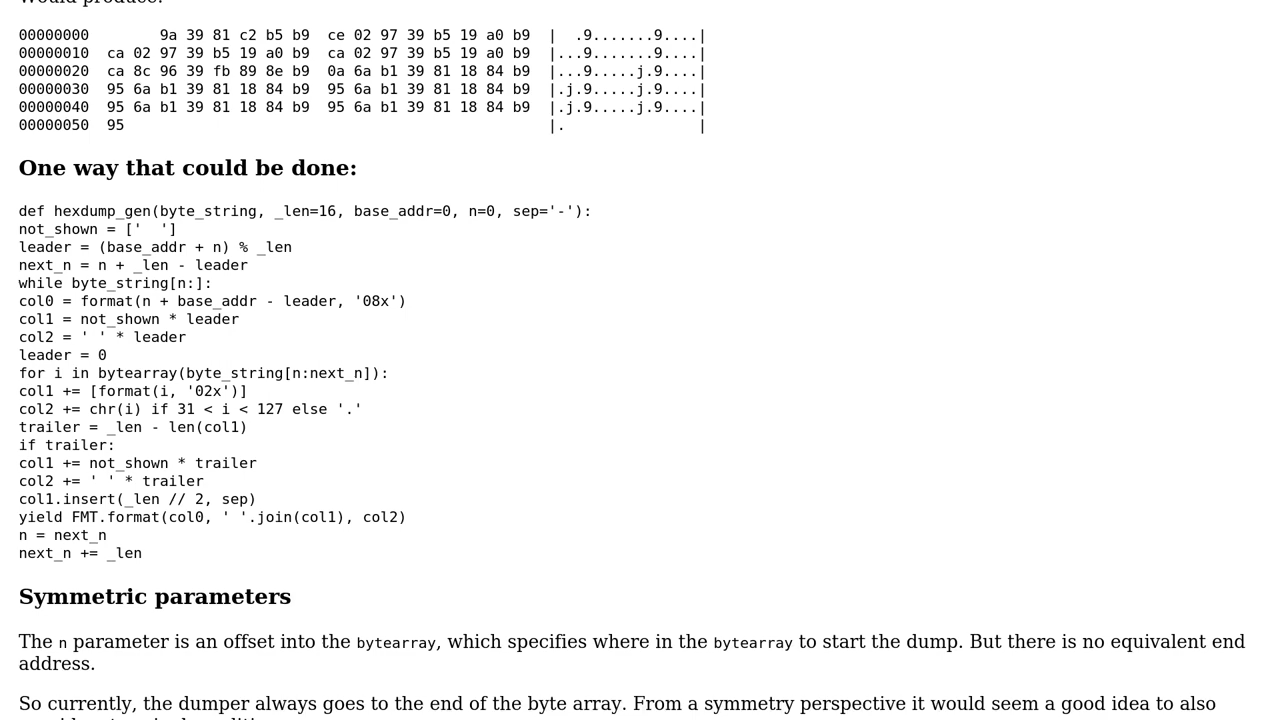 would produce:
00000000        9a 39 81 c2 b5 b9  ce 02 97 39 b5 19 a0 b9  |  .9.......9....|
00000010  ca 02 97 39 b5 19 a0 b9  ca 02 97 39 b5 19 a0 b9  |...9.......9....|
00000020  ca 8c 96 39 fb 89 8e b9  0a 6a b1 39 81 18 84 b9  |...9.....j.9....|
00000030  95 6a b1 39 81 18 84 b9  95 6a b1 39 81 18 84 b9  |.j.9.....j.9....|
00000040  95 6a b1 39 81 18 84 b9  95 6a b1 39 81 18 84 b9  |.j.9.....j.9....|
00000050  95                                                |.               |
One way that could be done:
def hexdump_gen(byte_string, _len=16, base_addr=0, n=0, sep='-'):
not_shown = ['  ']
leader = (base_addr + n) % _len
next_n = n + _len - leader
while byte_string[n:]:
col0 = format(n + base_addr - leader, '08x')
col1 = not_shown * leader
col2 = ' ' * leader
leader = 0
for i in bytearray(byte_string[n:next_n]):
col1 += [format(i, '02x')]
col2 += chr(i) if 31 < i < 127 else '.'
trailer = _len - len(col1)
if trailer:
col1 += not_shown * trailer
col2 += ' ' * trailer
col1.insert(_len // 2, sep)
yield FMT.format(col0, ' '.join(col1), col2)
n = next_n
next_n += _len
Symmetric parameters
The n parameter is an offset into the bytearray, which specifies where in the bytearray to start the dump. But there is no equivalent end
address.
So currently, the dumper always goes to the end of the byte array. From a symmetry perspective it would seem a good idea to also